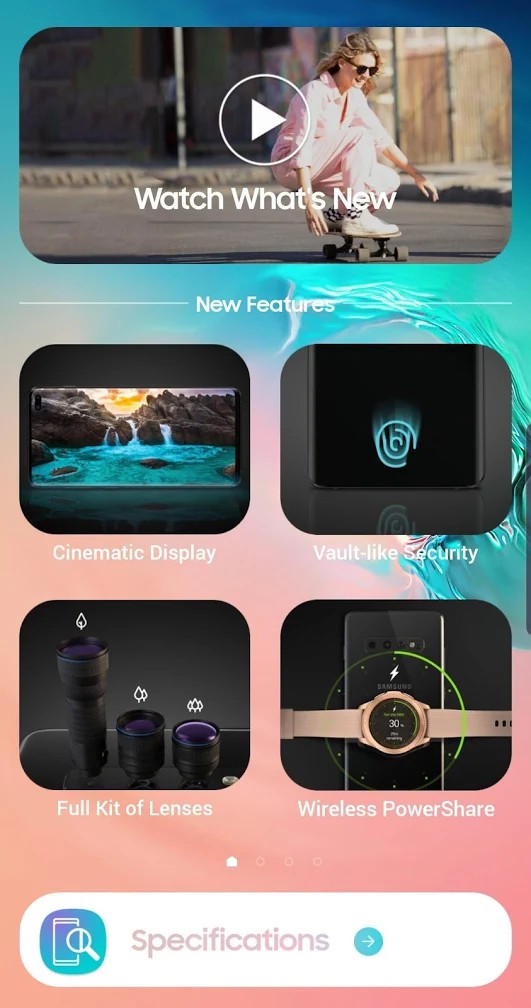 Watch What's New
New Features
Cinematic Display
Vault-like Security
SAMSUNG
30
Full Kit of Lenses
Wireless PowerShare
Specifications